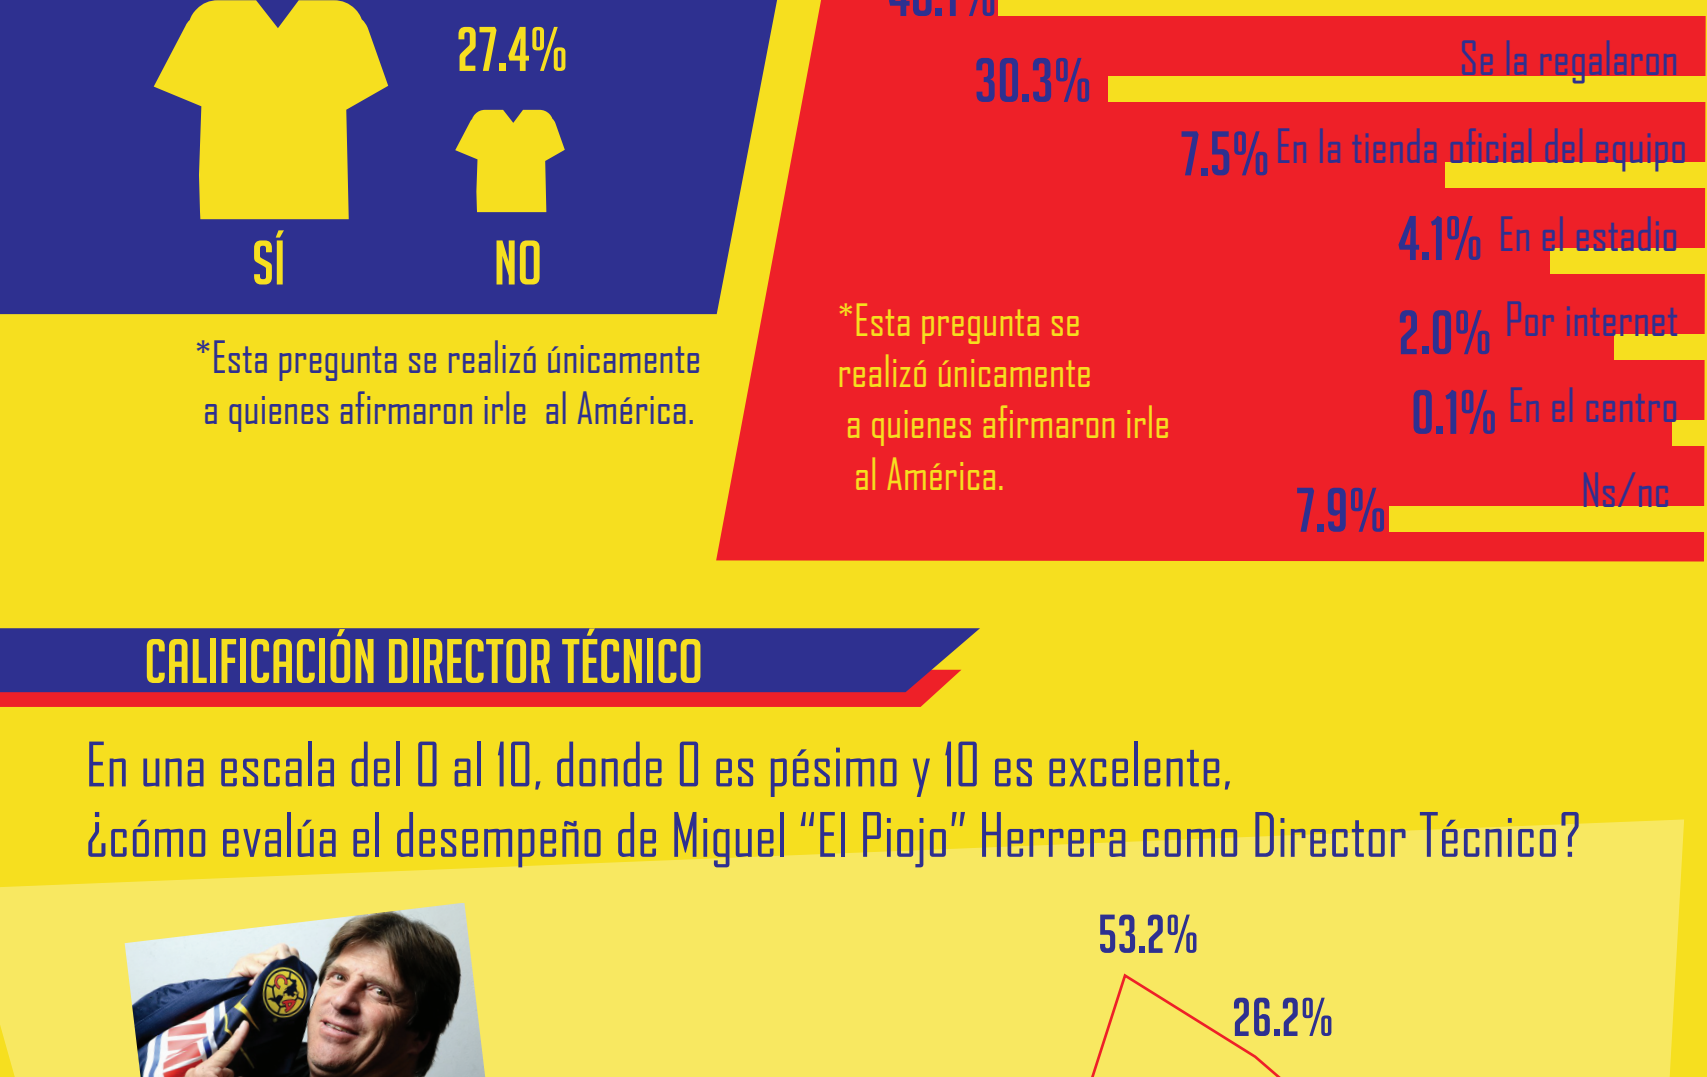 27.4%
SÍ
NO
*Esta pregunta se realizó únicamente
a quienes afirmaron irle al América.
Se la regalaron
30.3%
7.5% En la tienda oficial del equipo
4.1% En el estadio
2.0% Por internet
0.1% En el centro
Ns/nc
7.9%
*Esta pregunta se
realizó únicamente
a quienes afirmaron irle
al América.
CALIFICACIÓN DIRECTOR TÉCNICO
En una escala del 0 al 10, donde 0 es pésimo y 10 es excelente,
¿cómo evalúa el desempeño de Miguel “El Piojo” Herrera como Director Técnico?
53.2%
26.2%